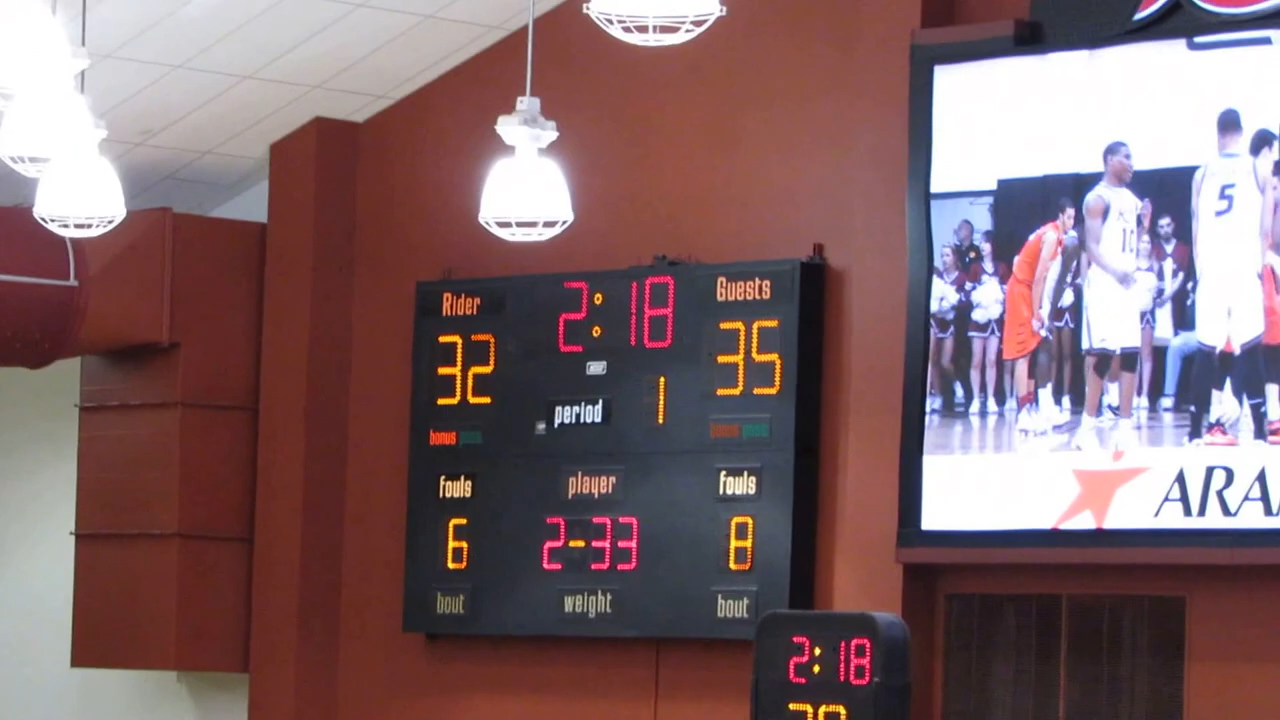 Rider 2:18 Guests
32 35
period 1
bonus bonus
fouls player fouls
6 2-33 8
bout weight bout
2:18
10
5
ARA